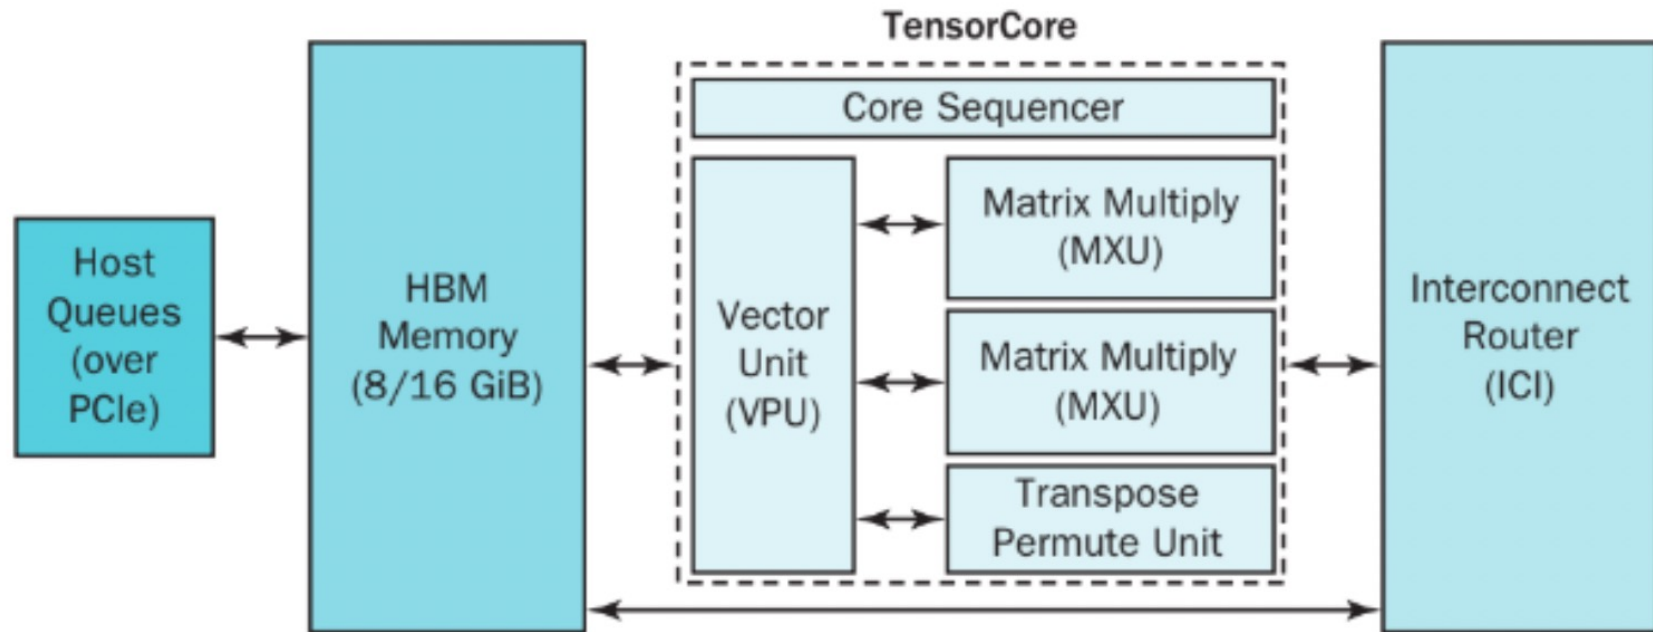 TensorCore
Host
Queues
(over
PCIe)
HBM
Memory
(8/16 GiB)
Core Sequencer
Vector
Unit
(VPU)
Matrix Multiply
(MXU)
Matrix Multiply
(MXU)
Transpose
Permute Unit
Interconnect
Router
(ICI)